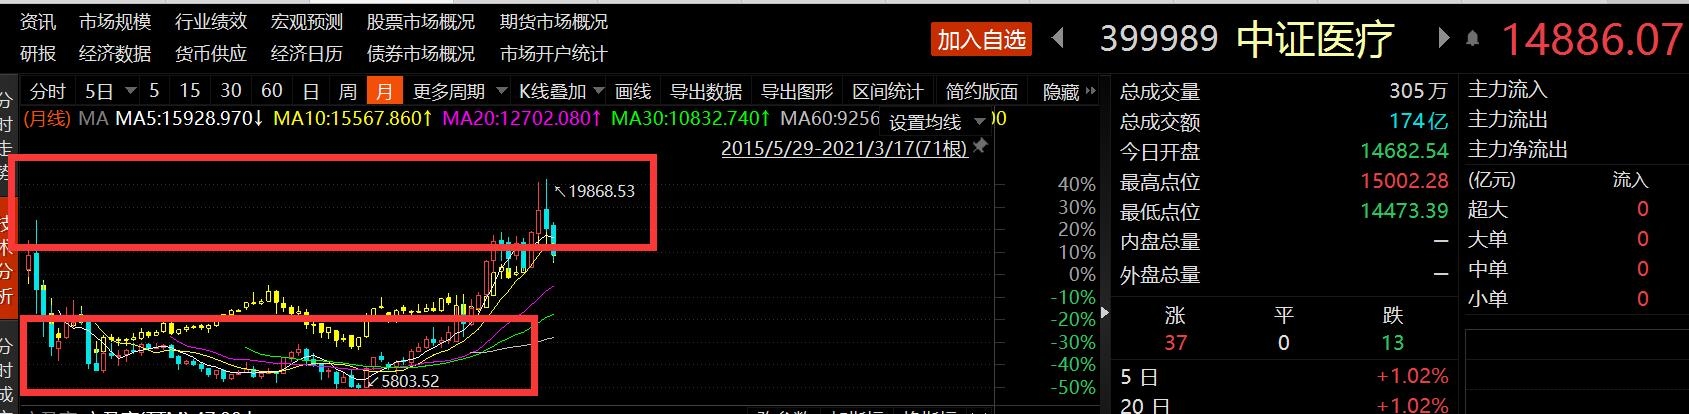 资讯 市场规模 行业绩效 宏观预测 股票市场概况 期货市场概况
研报 经济数据 货币供应 经济日历 债券市场概况 市场开户统计
加入自选 399989 中证医疗 14886.07
分时 5日 5 15 30 60 日 周 月 更多周期 K线叠加 画线 导出数据 导出图形 区间统计 简约版面 隐藏
(月线) MA MA5:15928.970↓ MA10:15567.860↑ MA20:12702.080↑ MA30:10832.740↑ MA60:9256 设置均线 00
2015/5/29-2021/3/17(71根)
19868.53
5803.52
40%
30%
20%
10%
0%
-10%
-20%
-30%
-40%
-50%
分时走势
技术分析
分时成
总成交量 305万
总成交额 174亿
今日开盘 14682.54
最高点位 15002.28
最低点位 14473.39
内盘总量 —
外盘总量 —
涨 平 跌
37 0 13
5日 +1.02%
20日 +1.02%
主力流入
主力流出
主力净流出
(亿元) 流入
超大 0
大单 0
中单 0
小单 0